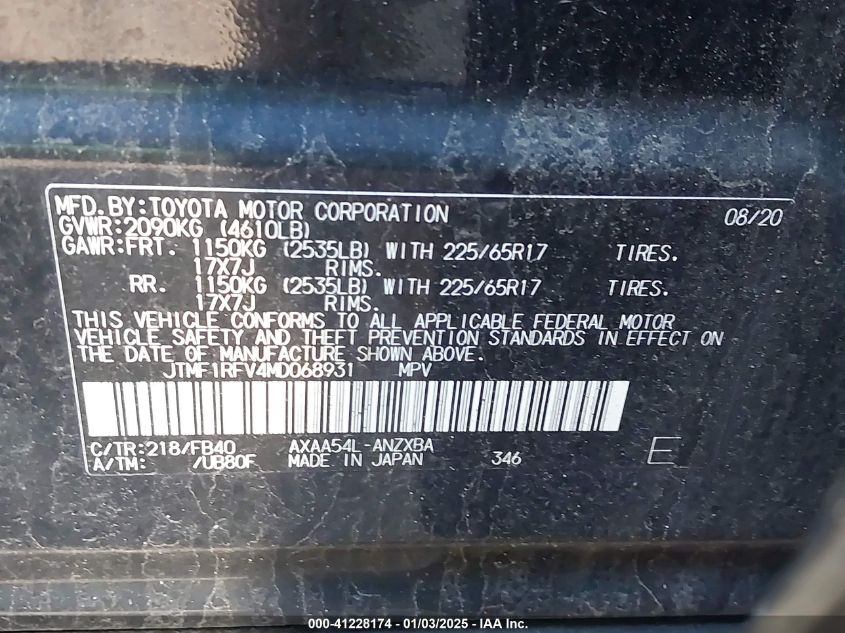 MFD. BY: TOYOTA MOTOR CORPORATION 08/20
GVWR: 2090KG (4610LB)
GAWR: FRT. 1150KG (2535LB) WITH 225/65R17 TIRES.
17X7J RIMS.
RR. 1150KG (2535LB) WITH 225/65R17 TIRES.
17X7J RIMS.
THIS VEHICLE CONFORMS TO ALL APPLICABLE FEDERAL MOTOR
VEHICLE SAFETY AND THEFT PREVENTION STANDARDS IN EFFECT ON
THE DATE OF MANUFACTURE SHOWN ABOVE.
JTMF1RFV4MD068931 MPV
C/TR: 218/FB40 AXAA54L-ANZXBA
A/TM: /UB80F MADE IN JAPAN 346 E
000-41228174 - 01/03/2025 - IAA Inc.